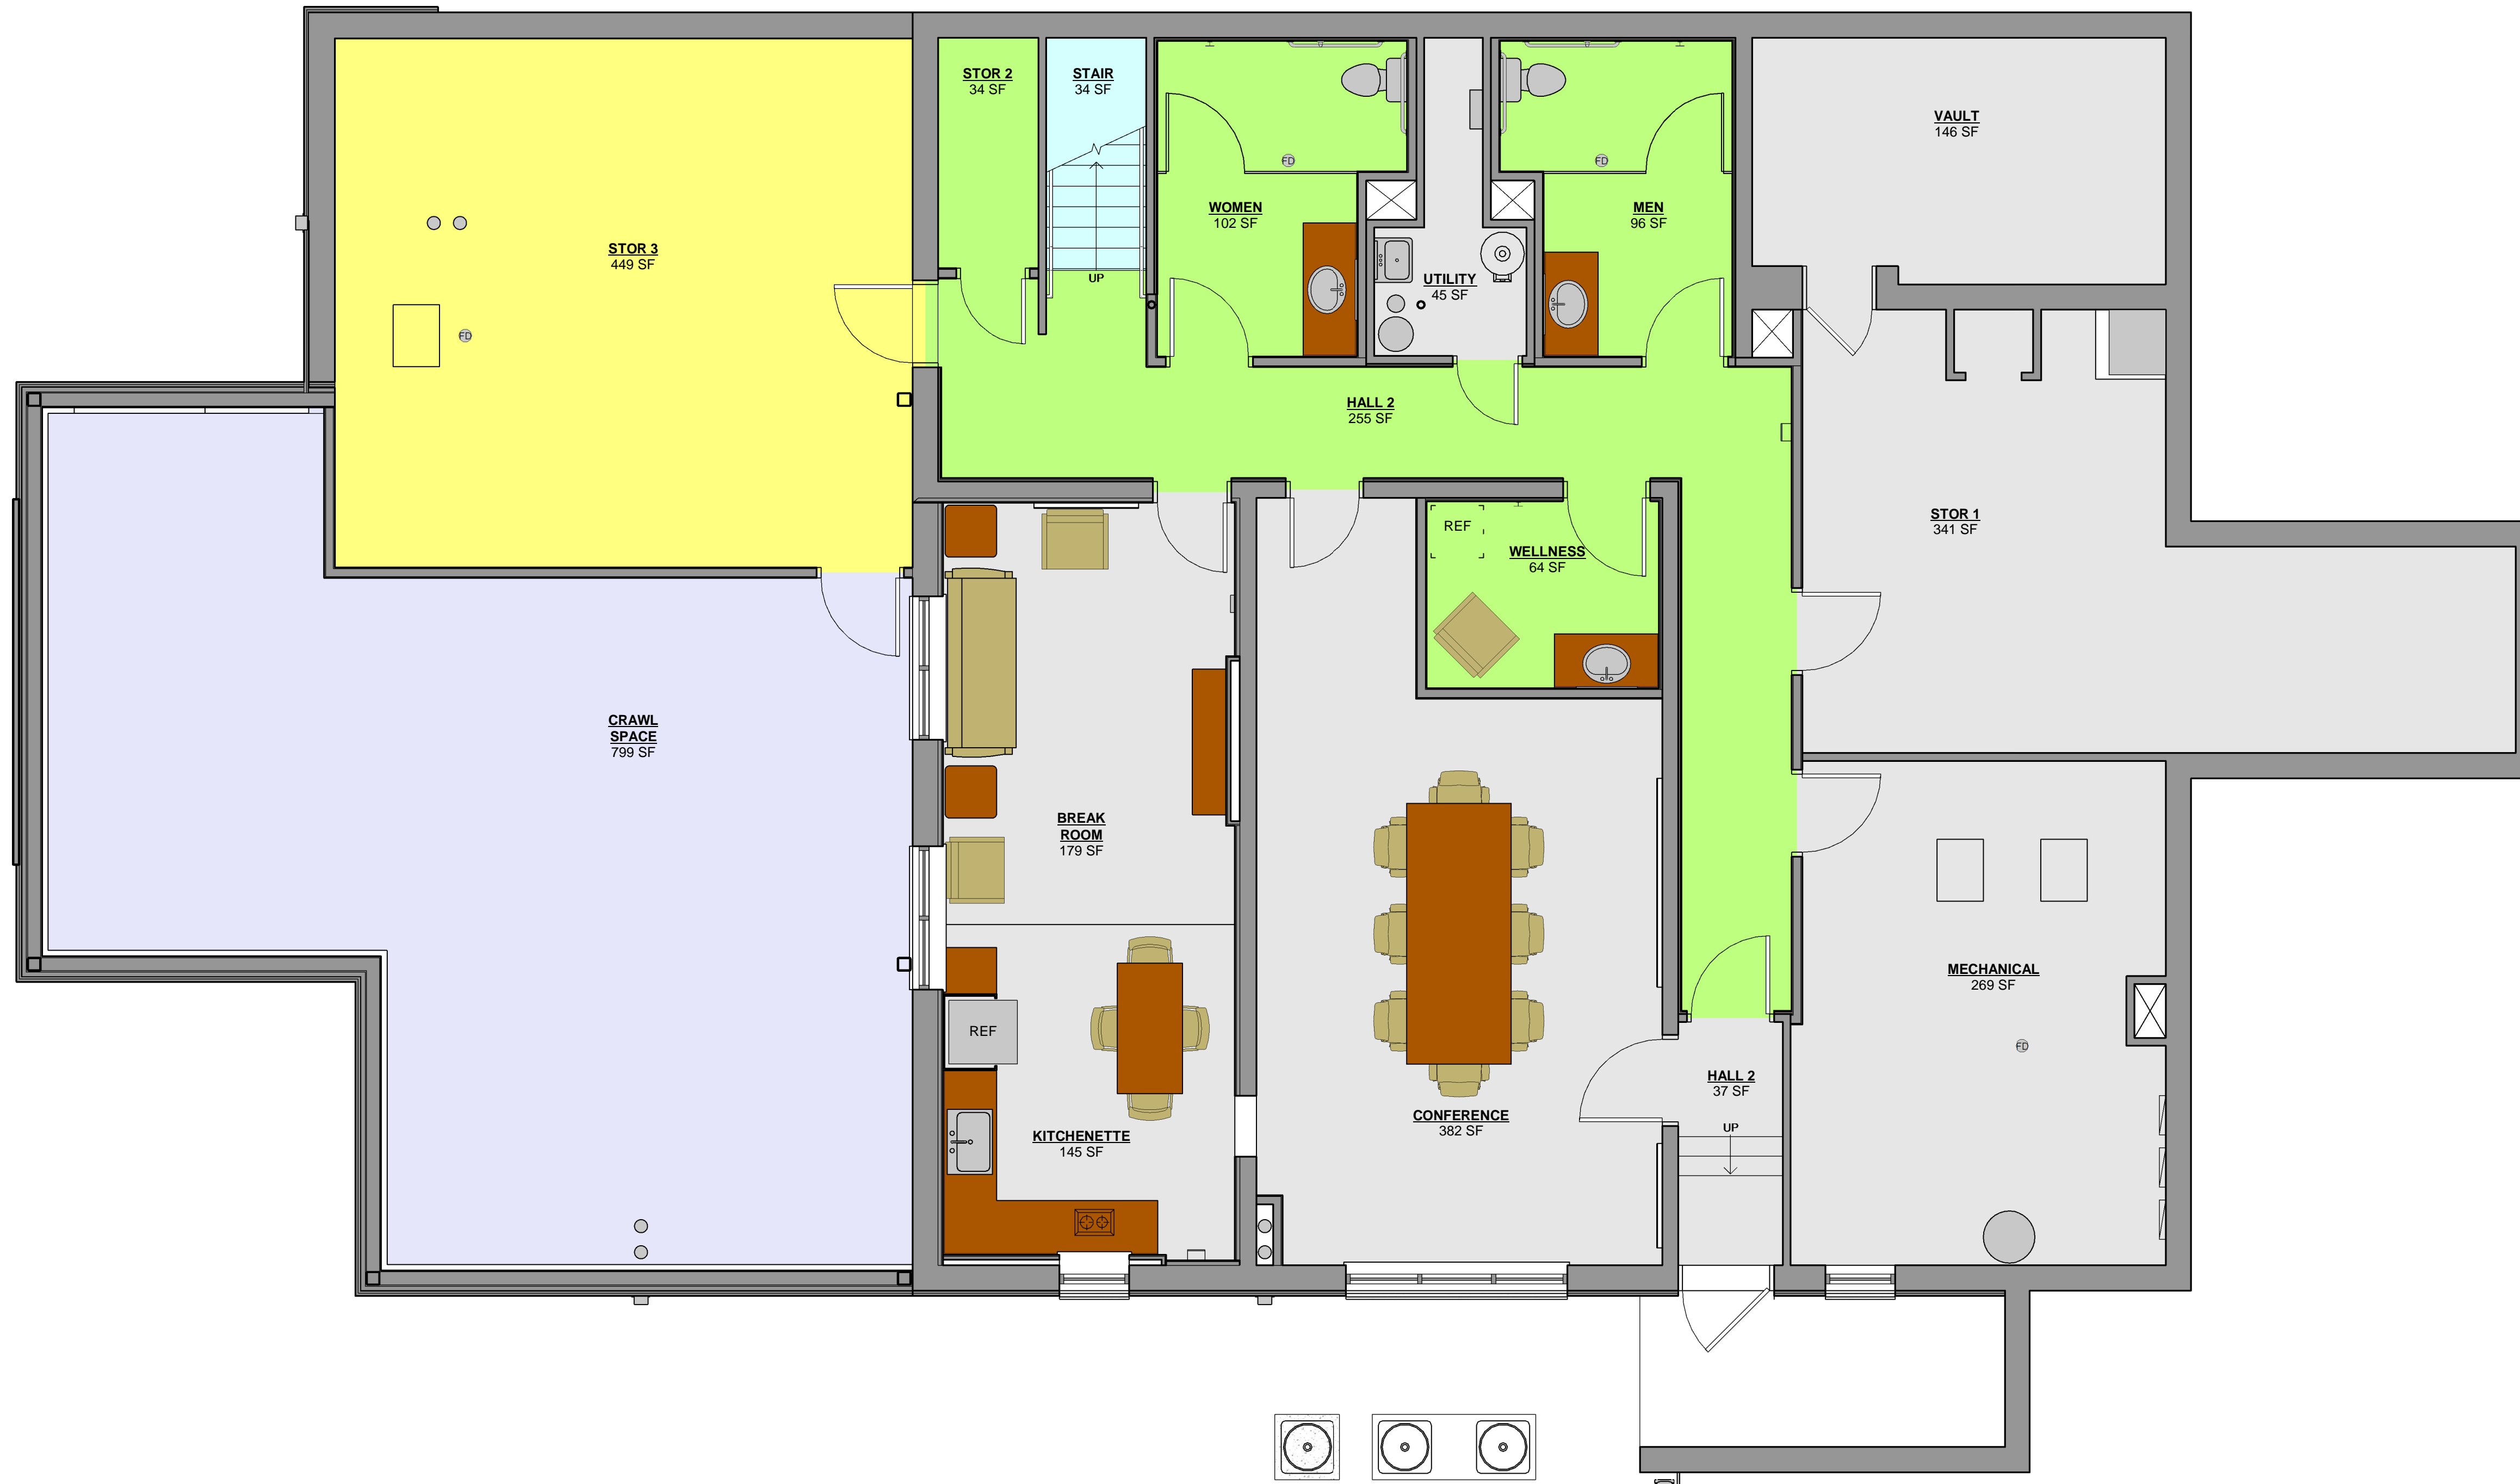 STOR 2
34 SF
STAIR
34 SF
UP
WOMEN
102 SF
FD
UTILITY
45 SF
MEN
96 SF
FD
VAULT
146 SF
STOR 3
449 SF
FD
HALL 2
255 SF
STOR 1
341 SF
REF
WELLNESS
64 SF
CRAWL
SPACE
799 SF
BREAK
ROOM
179 SF
REF
KITCHENETTE
145 SF
CONFERENCE
382 SF
HALL 2
37 SF
UP
MECHANICAL
269 SF
FD